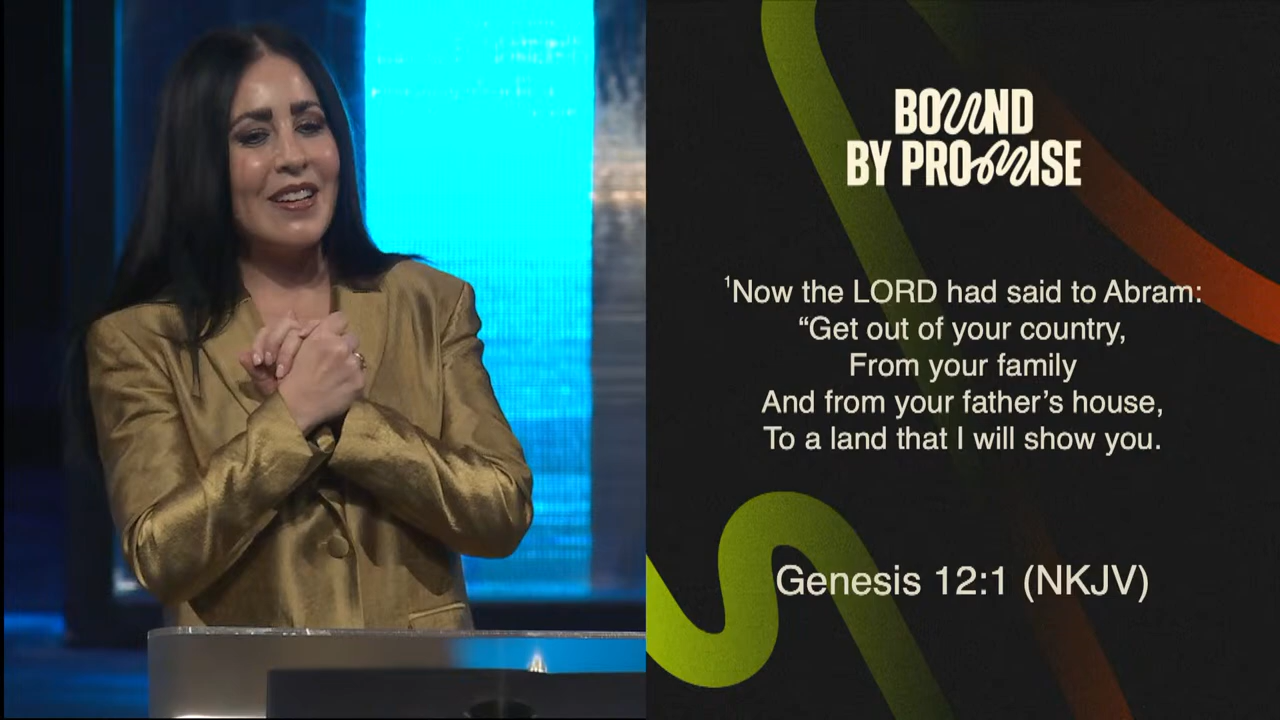 BOUND
BY PROMISE
¹Now the LORD had said to Abram:
“Get out of your country,
From your family
And from your father’s house,
To a land that I will show you.
Genesis 12:1 (NKJV)